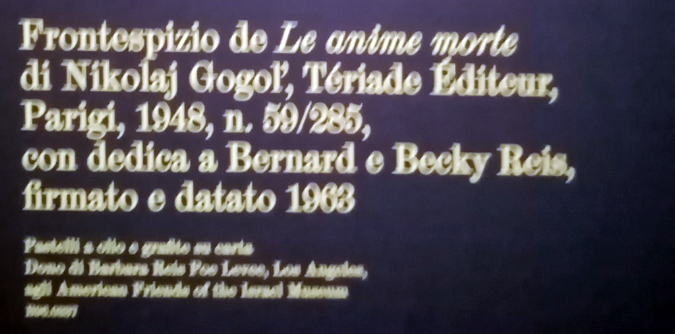 Frontespizio de Le anime morte
di Nikolaj Gogol’, Tériade Éditeur,
Parigi, 1948, n. 59/285,
con dedica a Bernard e Becky Reis,
firmato e datato 1963
Pastelli a olio e grafite su carta
Dono di Barbara Reis Poe Levee, Los Angeles,
agli American Friends of the Israel Museum